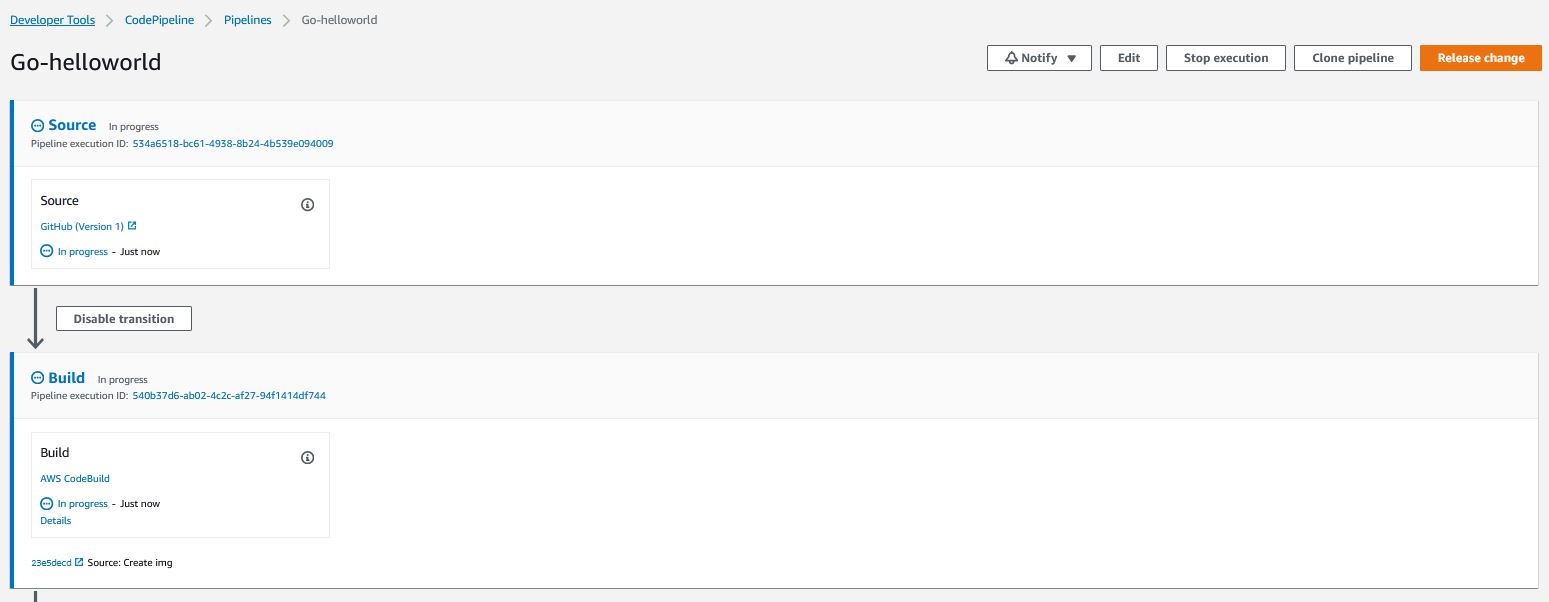 Developer Tools > CodePipeline > Pipelines > Go-helloworld
Go-helloworld
Notify ▼ Edit Stop execution Clone pipeline Release change
Source In progress
Pipeline execution ID: 534a6518-bc61-4938-8b24-4b539e094009
Source
GitHub (Version 1)
In progress - Just now
Disable transition
Build In progress
Pipeline execution ID: 540b37d6-ab02-4c2c-af27-94f1414df744
Build
AWS CodeBuild
In progress - Just now
Details
23e5decd Source: Create img